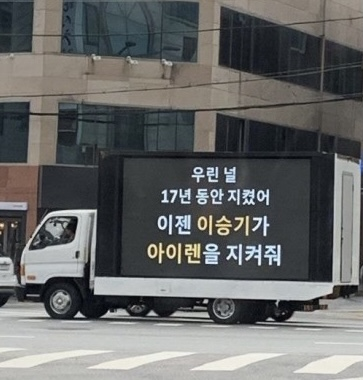 우린 널
17년 동안 지켰어
이젠 이승기가
아이렌을 지켜줘